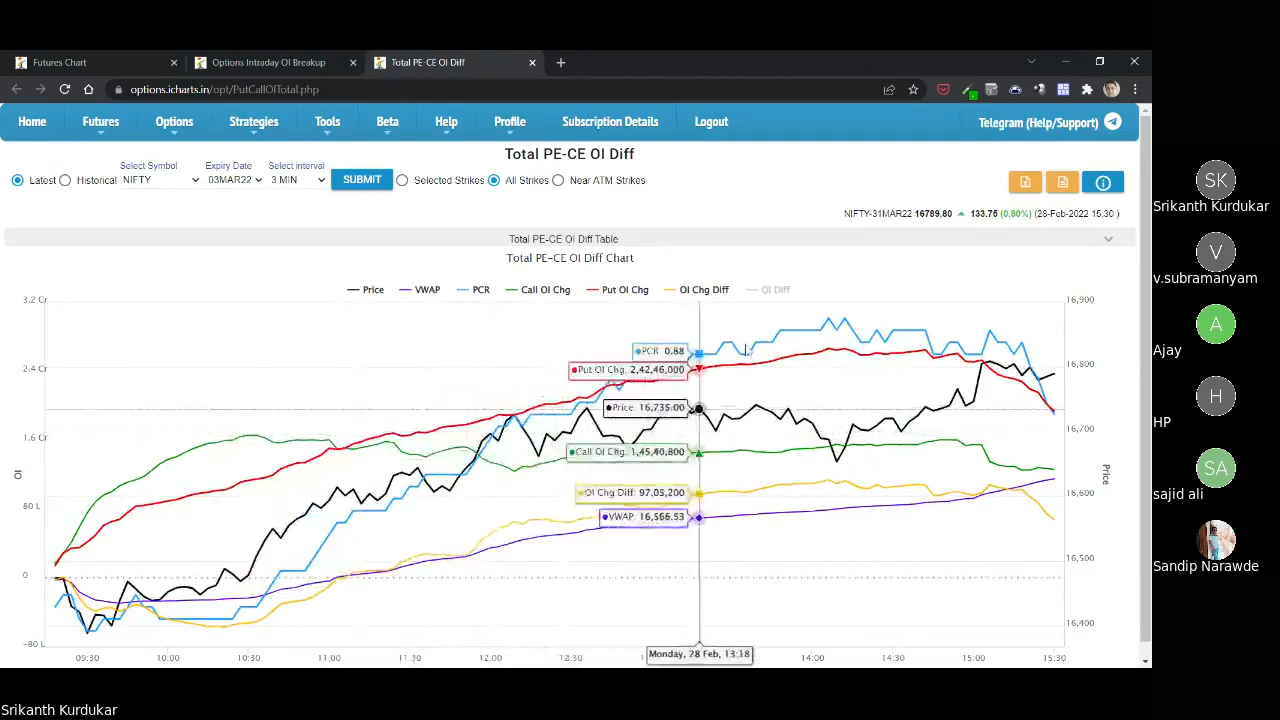 Futures Chart
Options Intraday OI Breakup
Total PE-CE OI Diff
options.icharts.in/opt/PutCallOITotal.php
Home Futures Options Strategies Tools Beta Help Profile Subscription Details Logout Telegram (Help/Support)
Total PE-CE OI Diff
Select Symbol Expiry Date Select interval
Latest Historical NIFTY 03MAR22 3 MIN SUBMIT Selected Strikes All Strikes Near ATM Strikes
NIFTY-31MAR22 16789.80 133.75 (0.80%) (28-Feb-2022 15:30 )
Total PE-CE OI Diff Table
Total PE-CE OI Diff Chart
Price VWAP PCR Call OI Chg Put OI Chg OI Chg Diff OI Diff
3.2 Cr
2.4 Cr
1.6 Cr
80 L
0
-80 L
OI
PCR 0.88
Put OI Chg: 2,42,46,000
Price: 16,735.00
Call OI Chg: 1,45,40,800
OI Chg Diff: 97,05,200
VWAP 16,566.53
16,900
16,800
16,700
16,600
16,500
16,400
Price
09:30 10:00 10:30 11:00 11:30 12:00 12:30 14:00 14:30 15:00 15:30
Monday, 28 Feb, 13:18
SK
Srikanth Kurdukar
V
v.subramanyam
A
Ajay
H
HP
SA
sajid ali
Sandip Narawde
Srikanth Kurdukar